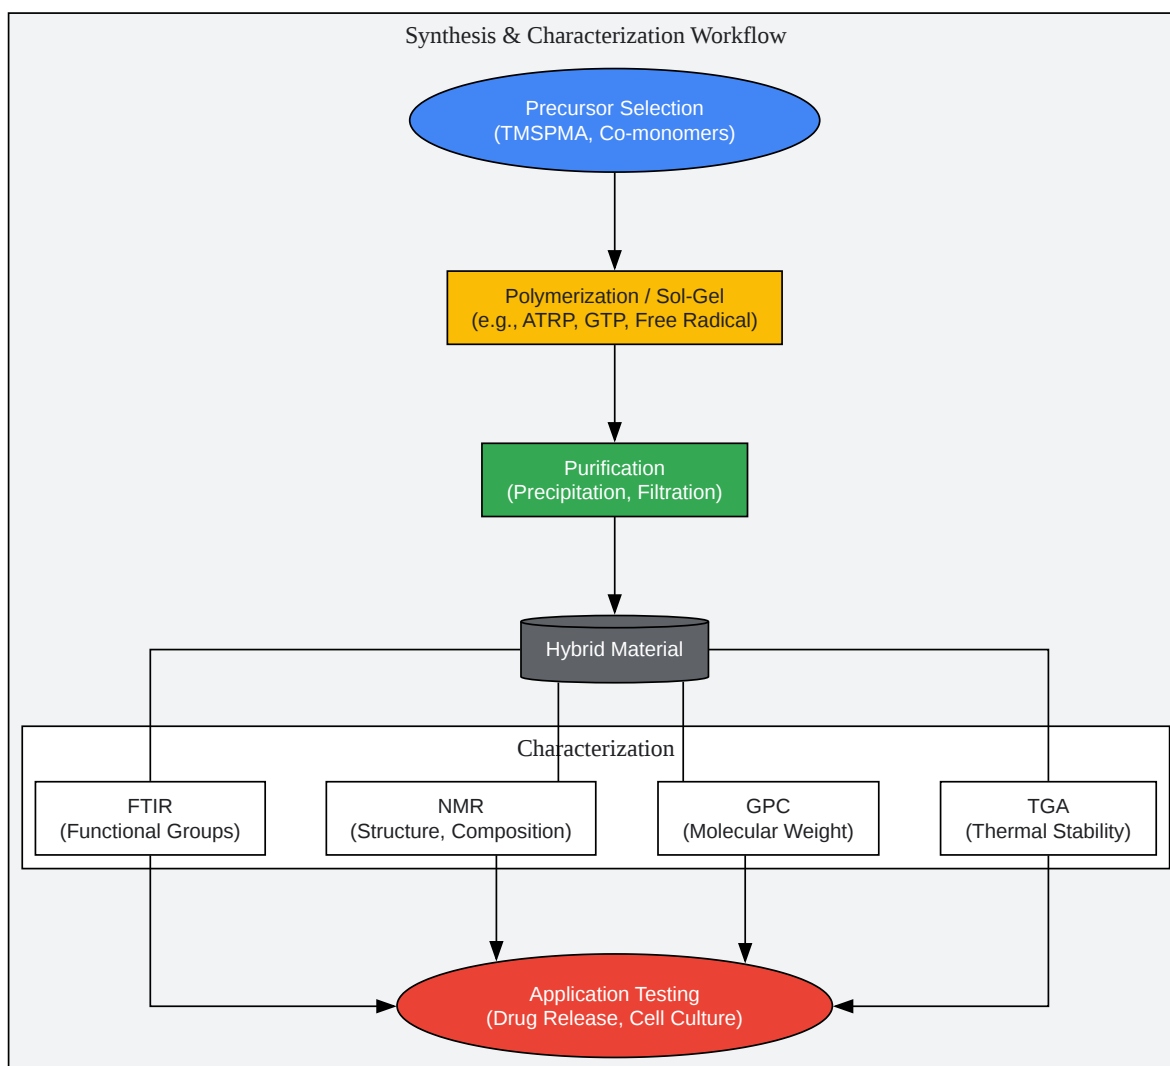 Synthesis & Characterization Workflow
Precursor Selection
(TMSPMA, Co-monomers)
Polymerization / Sol-Gel
(e.g., ATRP, GTP, Free Radical)
Purification
(Precipitation, Filtration)
Hybrid Material
Characterization
FTIR
(Functional Groups)
NMR
(Structure, Composition)
GPC
(Molecular Weight)
TGA
(Thermal Stability)
Application Testing
(Drug Release, Cell Culture)